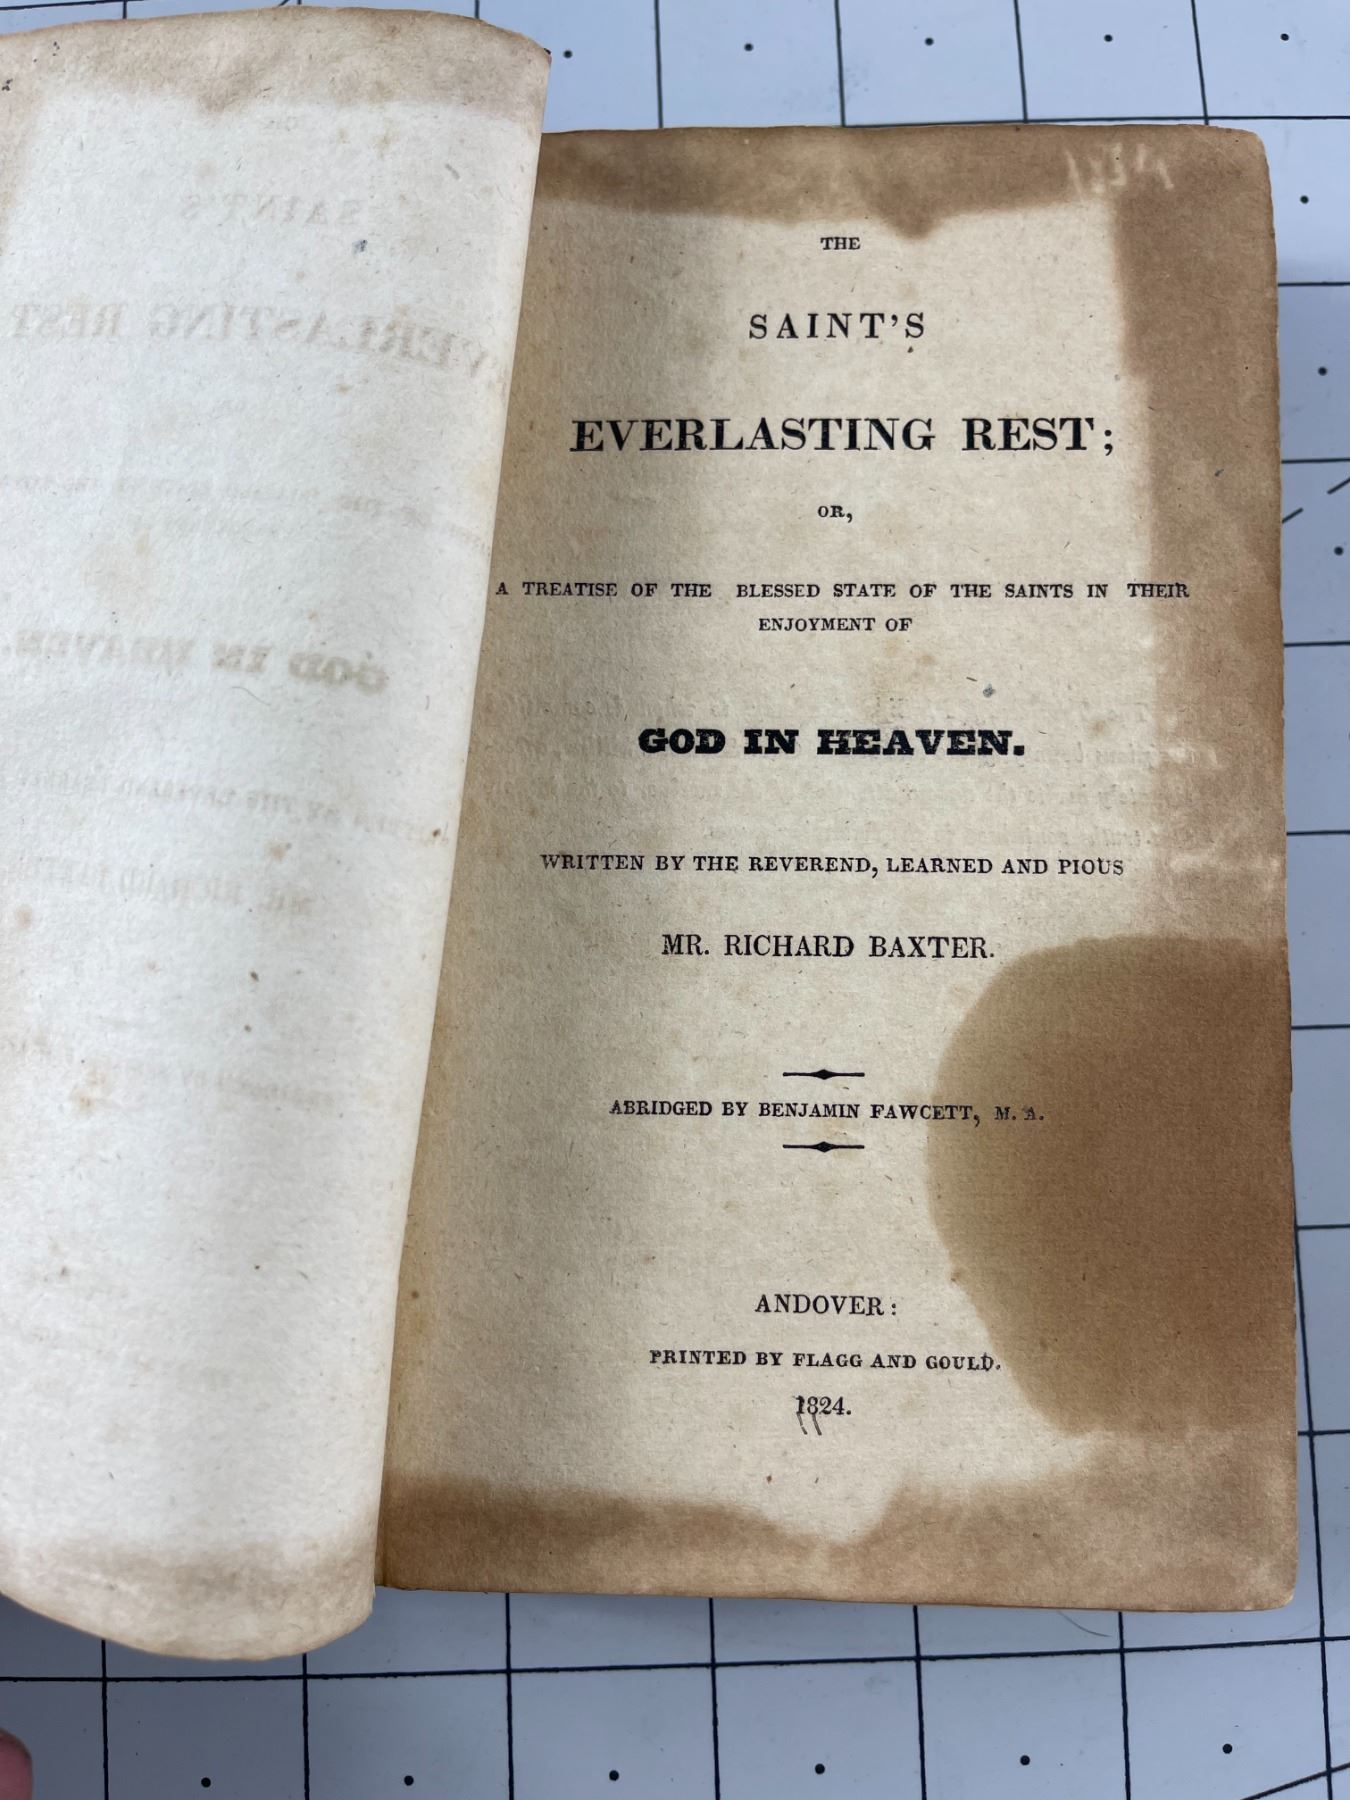 THE
SAINT'S
EVERLASTING REST;
OR,
A TREATISE OF THE BLESSED STATE OF THE SAINTS IN THEIR
ENJOYMENT OF
GOD IN HEAVEN.
WRITTEN BY THE REVEREND, LEARNED AND PIOUS
MR. RICHARD BAXTER.
ABRIDGED BY BENJAMIN FAWCETT, M. A.
ANDOVER:
PRINTED BY FLAGG AND GOULD.
1824.